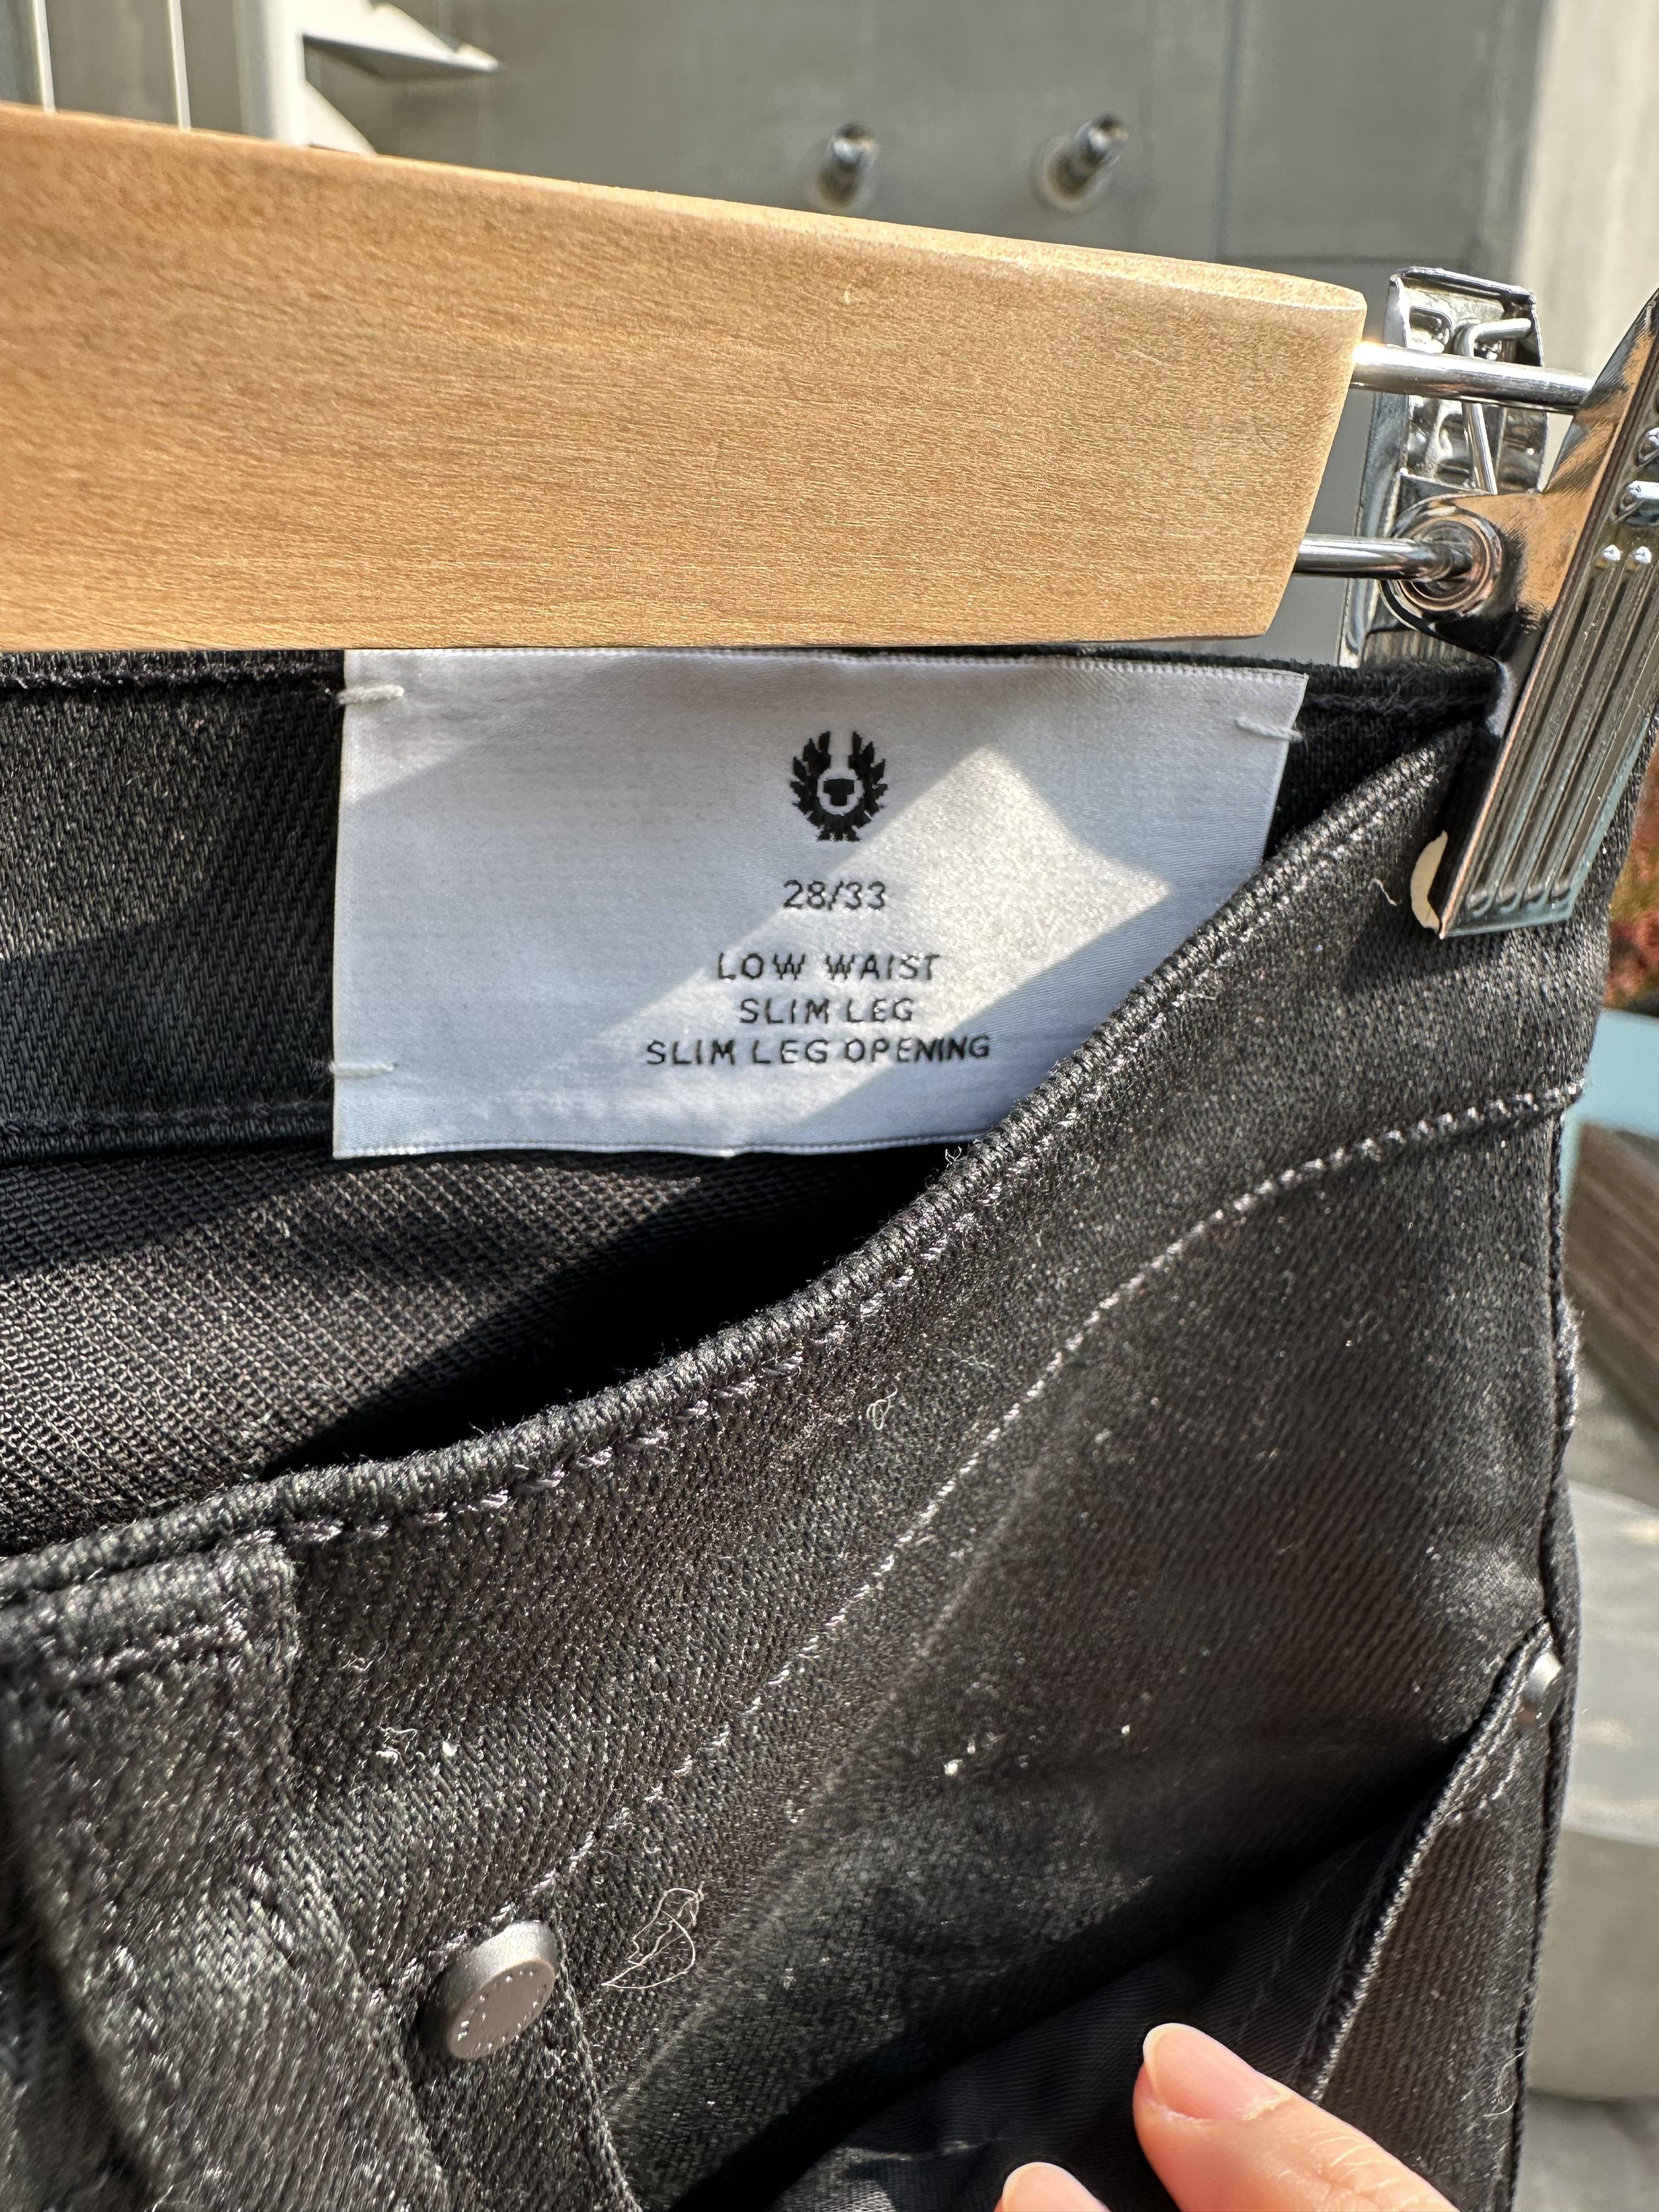 28/33
LOW WAIST
SLIM LEG
SLIM LEG OPENING